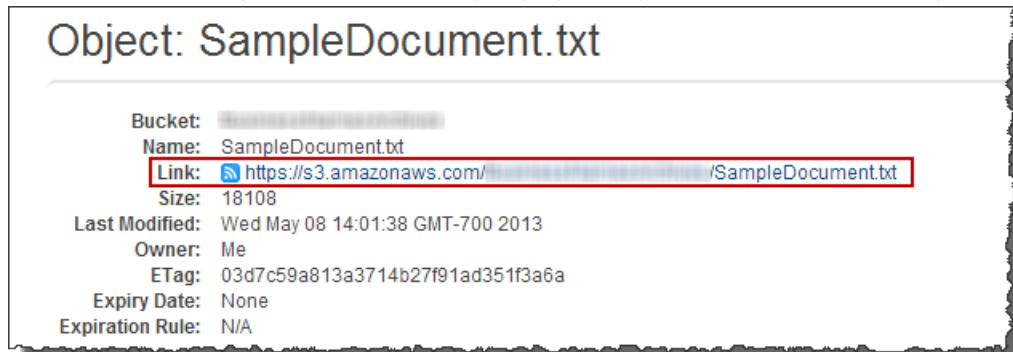 Object: SampleDocument.txt
Bucket:
Name: SampleDocument.txt
Link: https://s3.amazonaws.com/ /SampleDocument.txt
Size: 18108
Last Modified: Wed May 08 14:01:38 GMT-700 2013
Owner: Me
ETag: 03d7c59a813a3714b27f91ad351f3a6a
Expiry Date: None
Expiration Rule: N/A